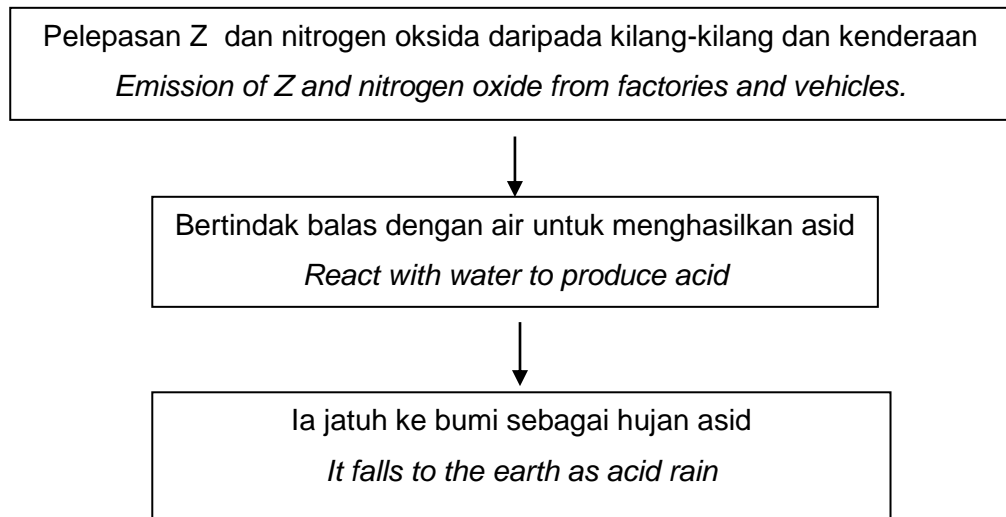 Pelepasan Z dan nitrogen oksida daripada kilang-kilang dan kenderaan
Emission of Z and nitrogen oxide from factories and vehicles.
Bertindak balas dengan air untuk menghasilkan asid
React with water to produce acid
Ia jatuh ke bumi sebagai hujan asid
It falls to the earth as acid rain